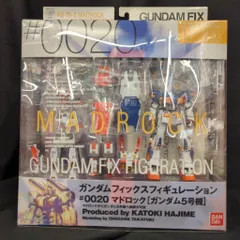 #0020
GUNDAM FIX
MADROCK
GUNDAM FIX FIGURATION
ガンダムフィックスフィギュレーション
#0020 マドロック[ガンダム5号機]
Produced by KATOKI HAJIME
BAN
DAI